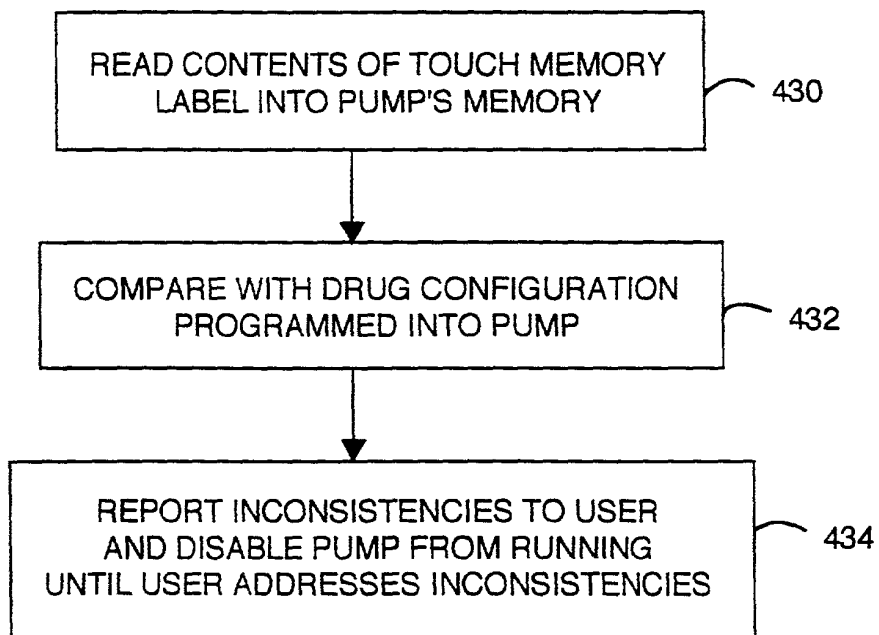 READ CONTENTS OF TOUCH MEMORY
LABEL INTO PUMP'S MEMORY
430
COMPARE WITH DRUG CONFIGURATION
PROGRAMMED INTO PUMP
432
REPORT INCONSISTENCIES TO USER
AND DISABLE PUMP FROM RUNNING
UNTIL USER ADDRESSES INCONSISTENCIES
434